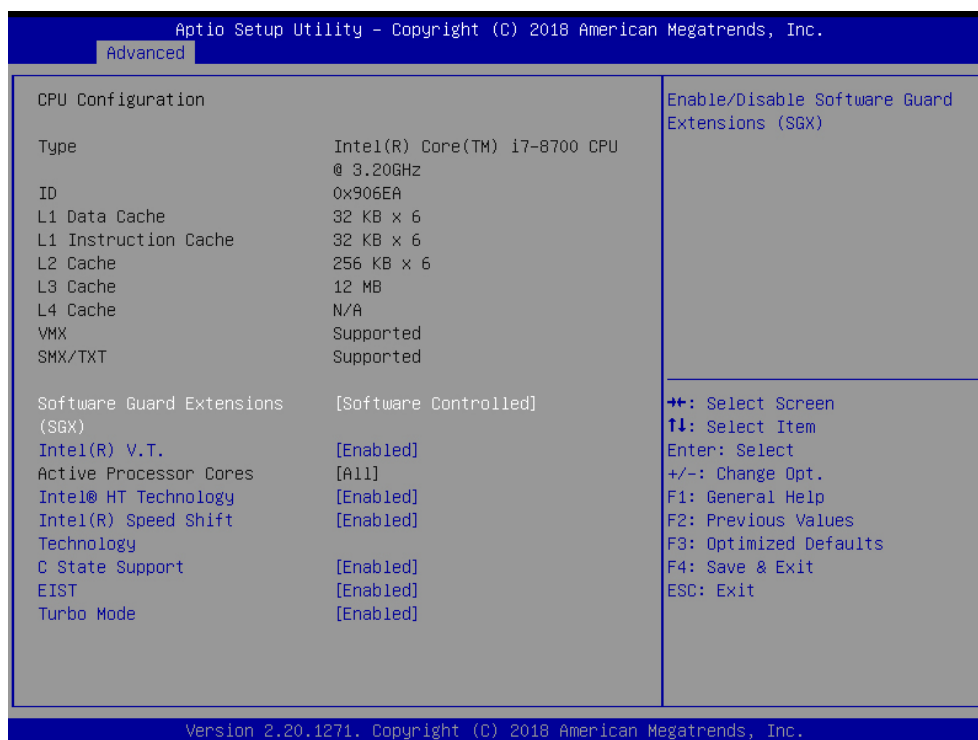 Aptio Setup Utility – Copyright (C) 2018 American Megatrends, Inc.
Advanced
CPU Configuration
Type Intel(R) Core(TM) i7-8700 CPU
@ 3.20GHz
ID 0x906EA
L1 Data Cache 32 KB x 6
L1 Instruction Cache 32 KB x 6
L2 Cache 256 KB x 6
L3 Cache 12 MB
L4 Cache N/A
VMX Supported
SMX/TXT Supported
Software Guard Extensions [Software Controlled]
(SGX)
Intel(R) V.T. [Enabled]
Active Processor Cores [All]
Intel® HT Technology [Enabled]
Intel(R) Speed Shift [Enabled]
Technology
C State Support [Enabled]
EIST [Enabled]
Turbo Mode [Enabled]
Enable/Disable Software Guard
Extensions (SGX)
→←: Select Screen
↑↓: Select Item
Enter: Select
+/-: Change Opt.
F1: General Help
F2: Previous Values
F3: Optimized Defaults
F4: Save & Exit
ESC: Exit
Version 2.20.1271. Copyright (C) 2018 American Megatrends, Inc.